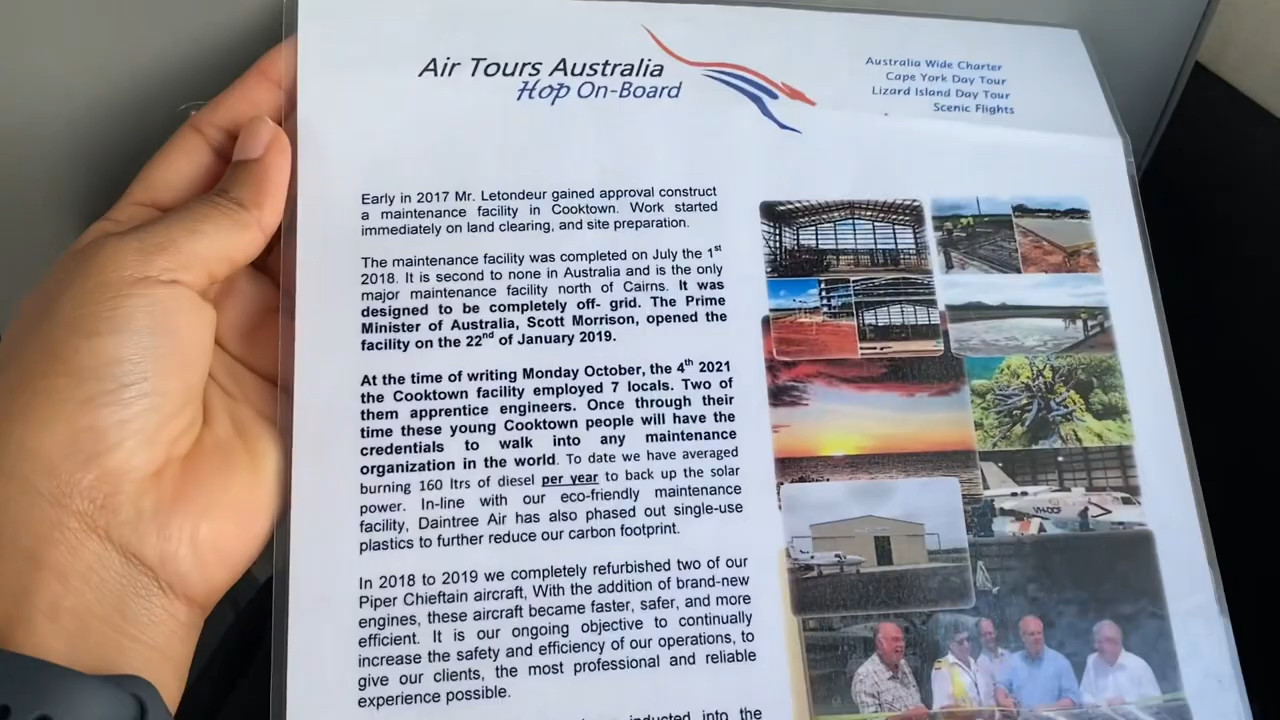 Air Tours Australia
Hop On-Board
Australia Wide Charter
Cape York Day Tour
Lizard Island Day Tour
Scenic Flights
Early in 2017 Mr. Letondeur gained approval construct
a maintenance facility in Cooktown. Work started
immediately on land clearing, and site preparation.
The maintenance facility was completed on July the 1st
2018. It is second to none in Australia and is the only
major maintenance facility north of Cairns. It was
designed to be completely off- grid. The Prime
Minister of Australia, Scott Morrison, opened the
facility on the 22nd of January 2019.
At the time of writing Monday October, the 4th 2021
the Cooktown facility employed 7 locals. Two of
them apprentice engineers. Once through their
time these young Cooktown people will have the
credentials to walk into any maintenance
organization in the world. To date we have averaged
burning 160 ltrs of diesel per year to back up the solar
power. In-line with our eco-friendly maintenance
facility, Daintree Air has also phased out single-use
plastics to further reduce our carbon footprint.
In 2018 to 2019 we completely refurbished two of our
Piper Chieftain aircraft, With the addition of brand-new
engines, these aircraft became faster, safer, and more
efficient. It is our ongoing objective to continually
increase the safety and efficiency of our operations, to
give our clients, the most professional and reliable
experience possible.
inducted into the